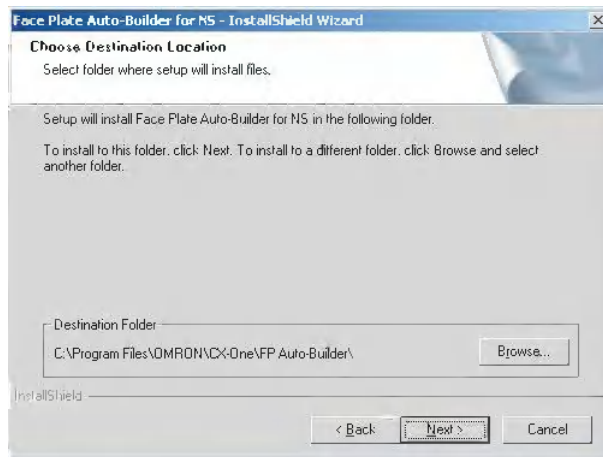 Face Plate Auto-Builder for NS - InstallShield Wizard
Choose Destination Location
Select folder where setup will install files.
Setup will install Face Plate Auto-Builder for NS in the following folder.
To install to this folder, click Next. To install to a different folder, click Browse and select
another folder.
Destination Folder
C:\Program Files\OMRON\CX-One\FP Auto-Builder\
Browse...
InstallShield
< Back
Next >
Cancel